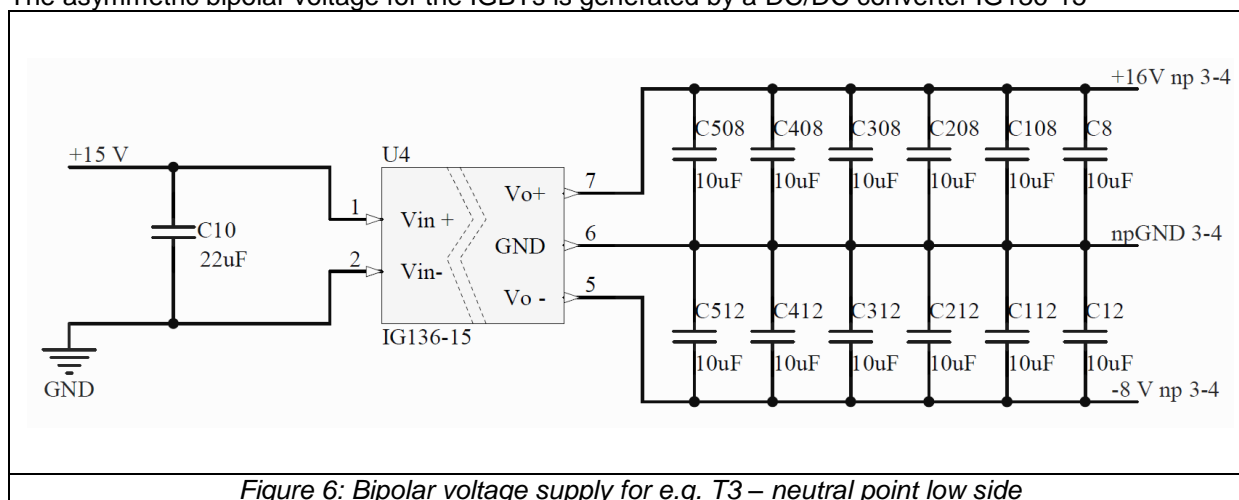 The asymmetric bipolar voltage for the IGBTs is generated by a DC/DC converter IG136-15
+16V np 3-4
C508 C408 C308 C208 C108 C8
10uF 10uF 10uF 10uF 10uF 10uF
+15 V
U4
7
Vo+
1
Vin +
C10
22uF
GND
6
npGND 3-4
2
Vin-
5
Vo -
C512 C412 C312 C212 C112 C12
IG136-15
10uF 10uF 10uF 10uF 10uF 10uF
GND
-8 V np 3-4
Figure 6: Bipolar voltage supply for e.g. T3 – neutral point low side